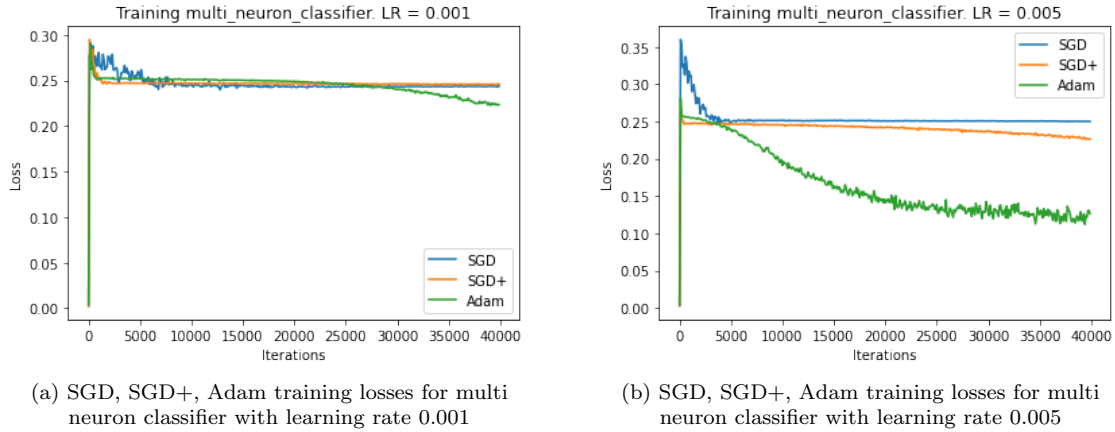 Training multi_neuron_classifier. LR = 0.001
0.30
0.25
0.20
0.15
0.10
0.05
0.00
Loss
SGD
SGD+
Adam
0 5000 10000 15000 20000 25000 30000 35000 40000
Iterations
(a) SGD, SGD+, Adam training losses for multi
neuron classifier with learning rate 0.001
Training multi_neuron_classifier. LR = 0.005
0.35
0.30
0.25
0.20
0.15
0.10
0.05
0.00
Loss
SGD
SGD+
Adam
0 5000 10000 15000 20000 25000 30000 35000 40000
Iterations
(b) SGD, SGD+, Adam training losses for multi
neuron classifier with learning rate 0.005